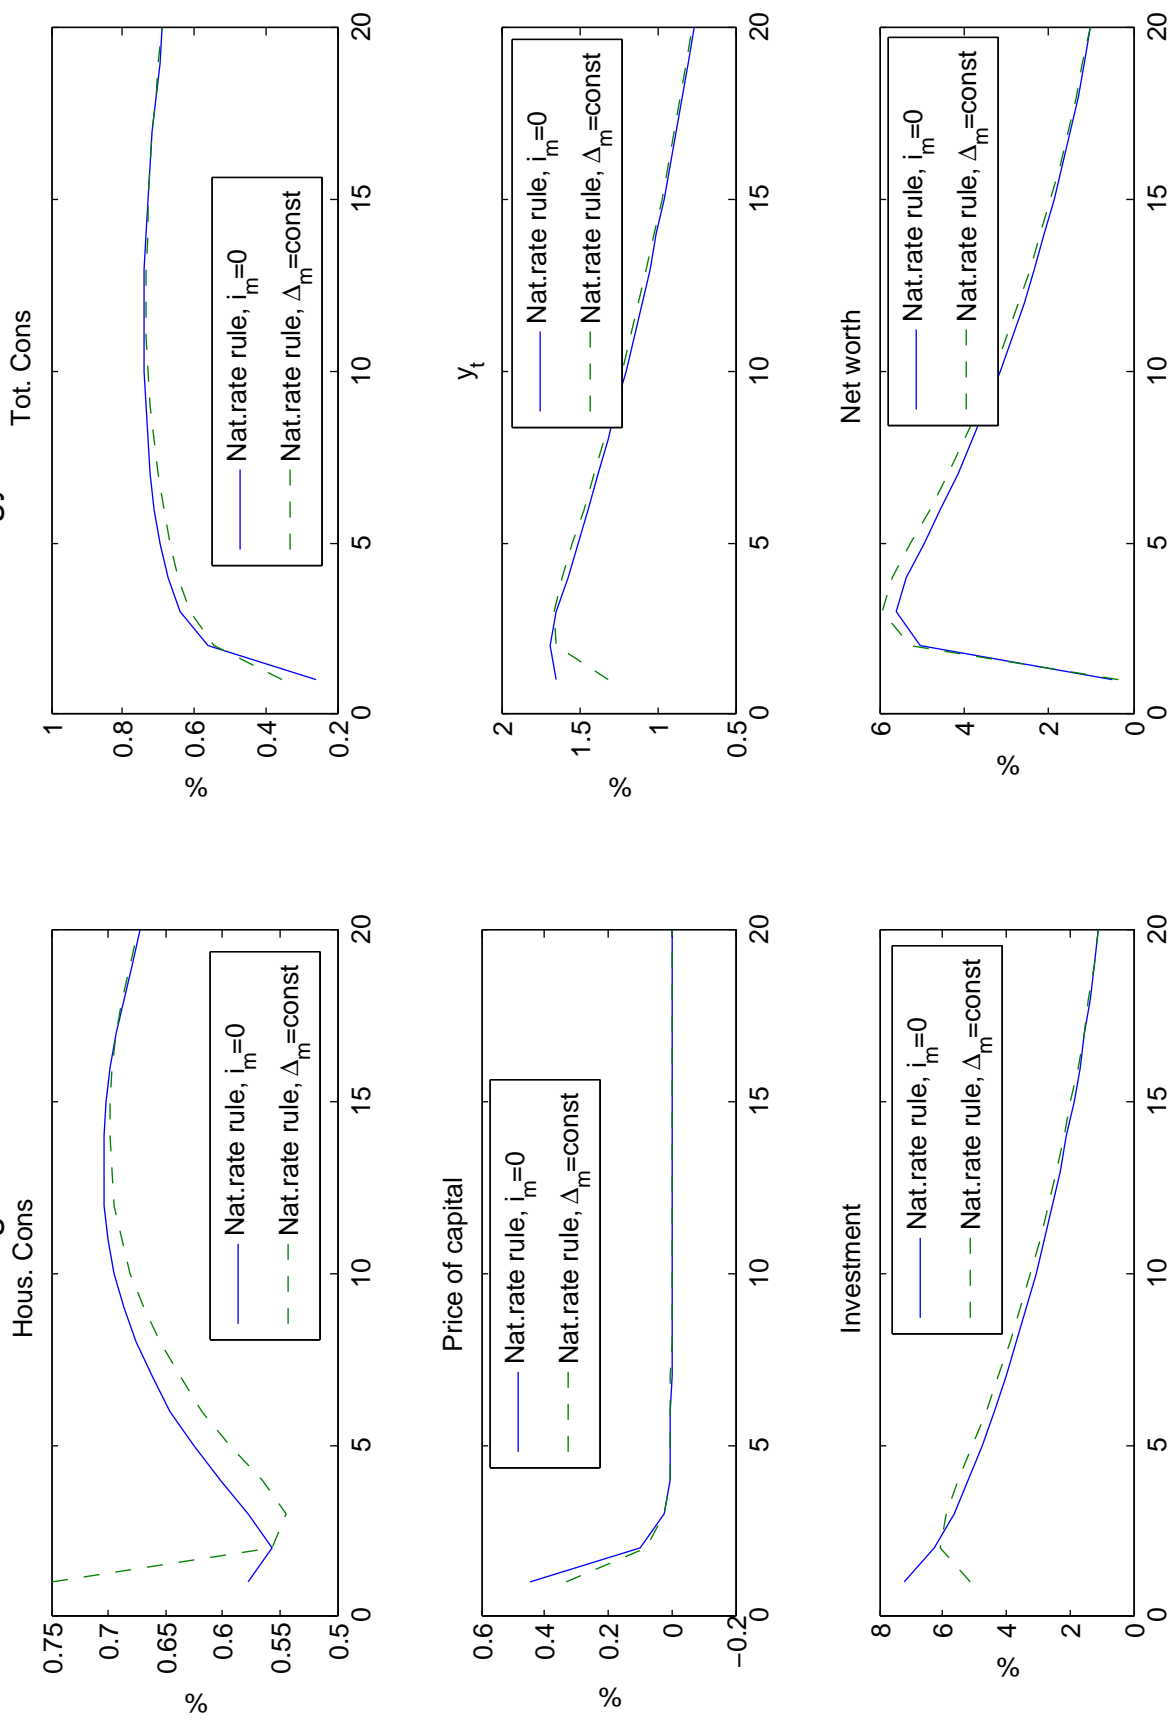 Hous. Cons
0.75
0.7
0.65
0.6
0.55
0.5
%
Nat.rate rule, i_m=0
Nat.rate rule, Δ_m=const
0 5 10 15 20
Tot. Cons
1
0.8
0.6
0.4
0.2
%
Nat.rate rule, i_m=0
Nat.rate rule, Δ_m=const
0 5 10 15 20
Price of capital
0.6
0.4
0.2
0
−0.2
%
Nat.rate rule, i_m=0
Nat.rate rule, Δ_m=const
0 5 10 15 20
y_t
2
1.5
1
0.5
%
Nat.rate rule, i_m=0
Nat.rate rule, Δ_m=const
0 5 10 15 20
Investment
8
6
4
2
0
%
Nat.rate rule, i_m=0
Nat.rate rule, Δ_m=const
0 5 10 15 20
Net worth
6
4
2
0
%
Nat.rate rule, i_m=0
Nat.rate rule, Δ_m=const
0 5 10 15 20